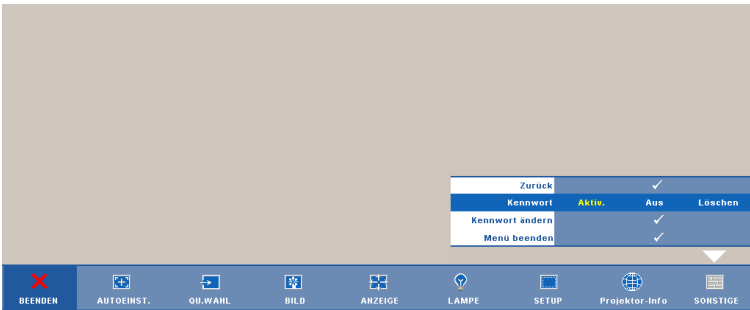 Zurück
Kennwort Aktiv. Aus Löschen
Kennwort ändern
Menü beenden
BEENDEN AUTOEINST. QU.WAHL BILD ANZEIGE LAMPE SETUP Projektor-Info SONSTIGE